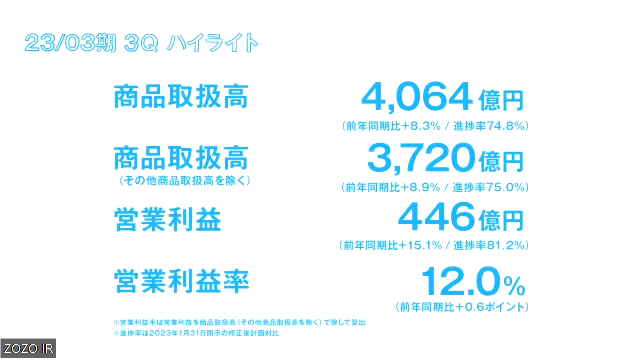 23/03期 3Q ハイライト
商品取扱高
4,064億円
(前年同期比+8.3% / 進捗率74.8%)
商品取扱高
(その他商品取扱高を除く)
3,720億円
(前年同期比+8.9% / 進捗率75.0%)
営業利益
446億円
(前年同期比+15.1% / 進捗率81.2%)
営業利益率
12.0%
(前年同期比+0.6ポイント)
※営業利益率は営業利益を商品取扱高(その他商品取扱高を除く)で除して算出
※進捗率は2023年1月31日開示の修正後計画対比
ZOZO IR